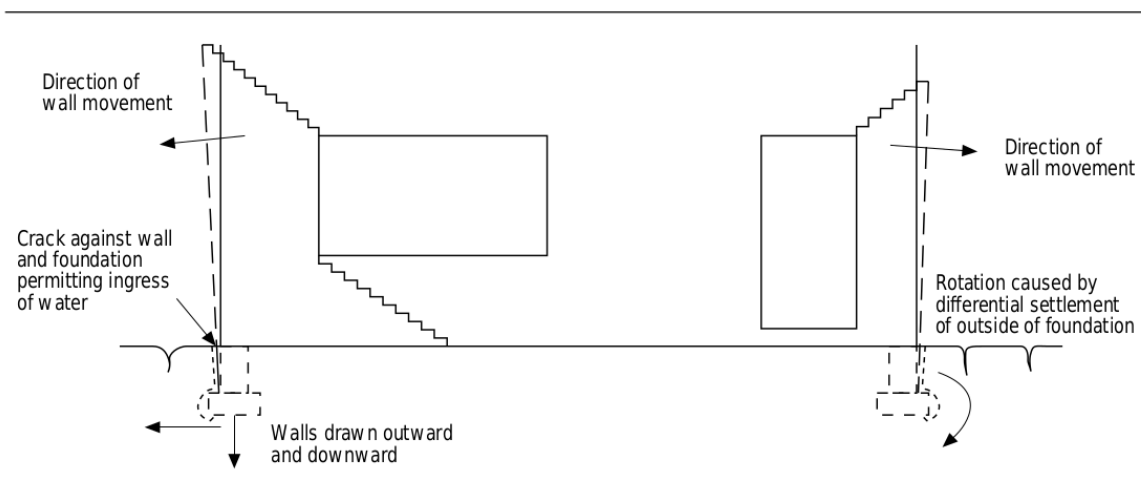 Direction of
wall movement
Direction of
wall movement
Crack against wall
and foundation
permitting ingress
of water
Rotation caused by
differential settlement
of outside of foundation
Walls drawn outward
and downward